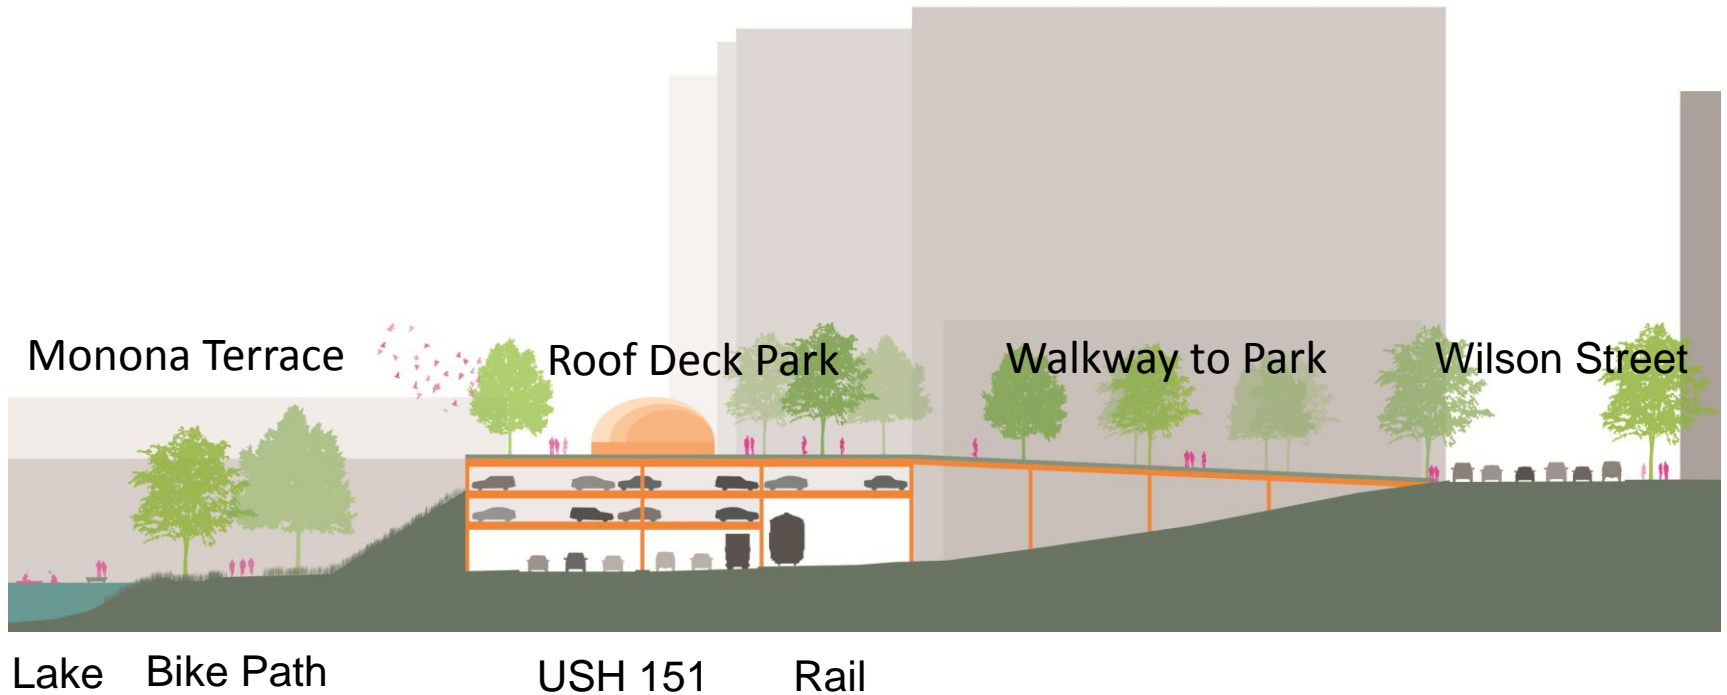 Monona Terrace
Roof Deck Park
Walkway to Park
Wilson Street
Lake
Bike Path
USH 151
Rail